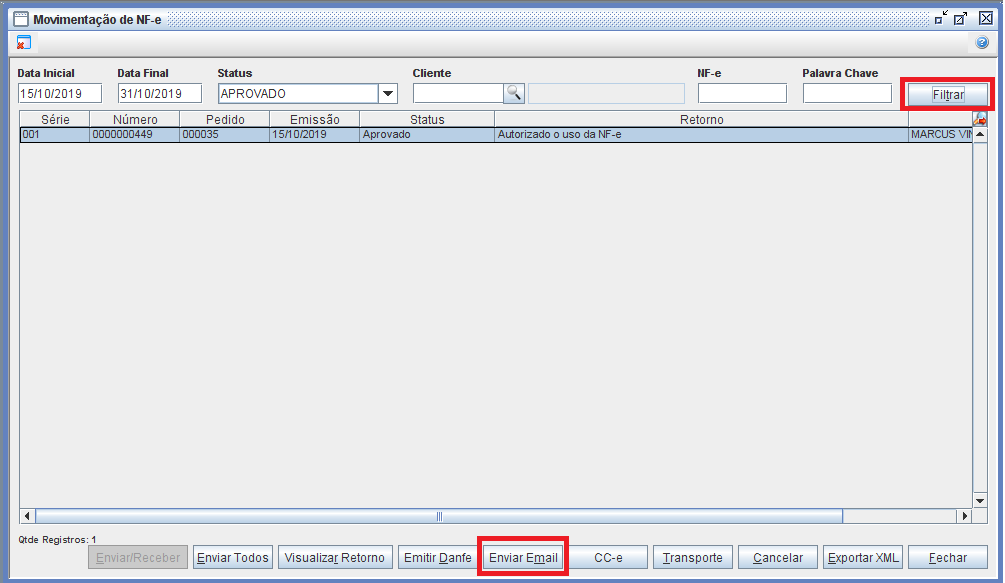 Movimentação de NF-e
Data Inicial Data Final Status Cliente NF-e Palavra Chave
15/10/2019 31/10/2019 APROVADO Filtrar
Série Número Pedido Emissão Status Retorno
001 0000000449 000035 15/10/2019 Aprovado Autorizado o uso da NF-e MARCUS VIN
Qtde Registros: 1
Enviar/Receber Enviar Todos Visualizar Retorno Emitir Danfe Enviar Email CC-e Transporte Cancelar Exportar XML Fechar